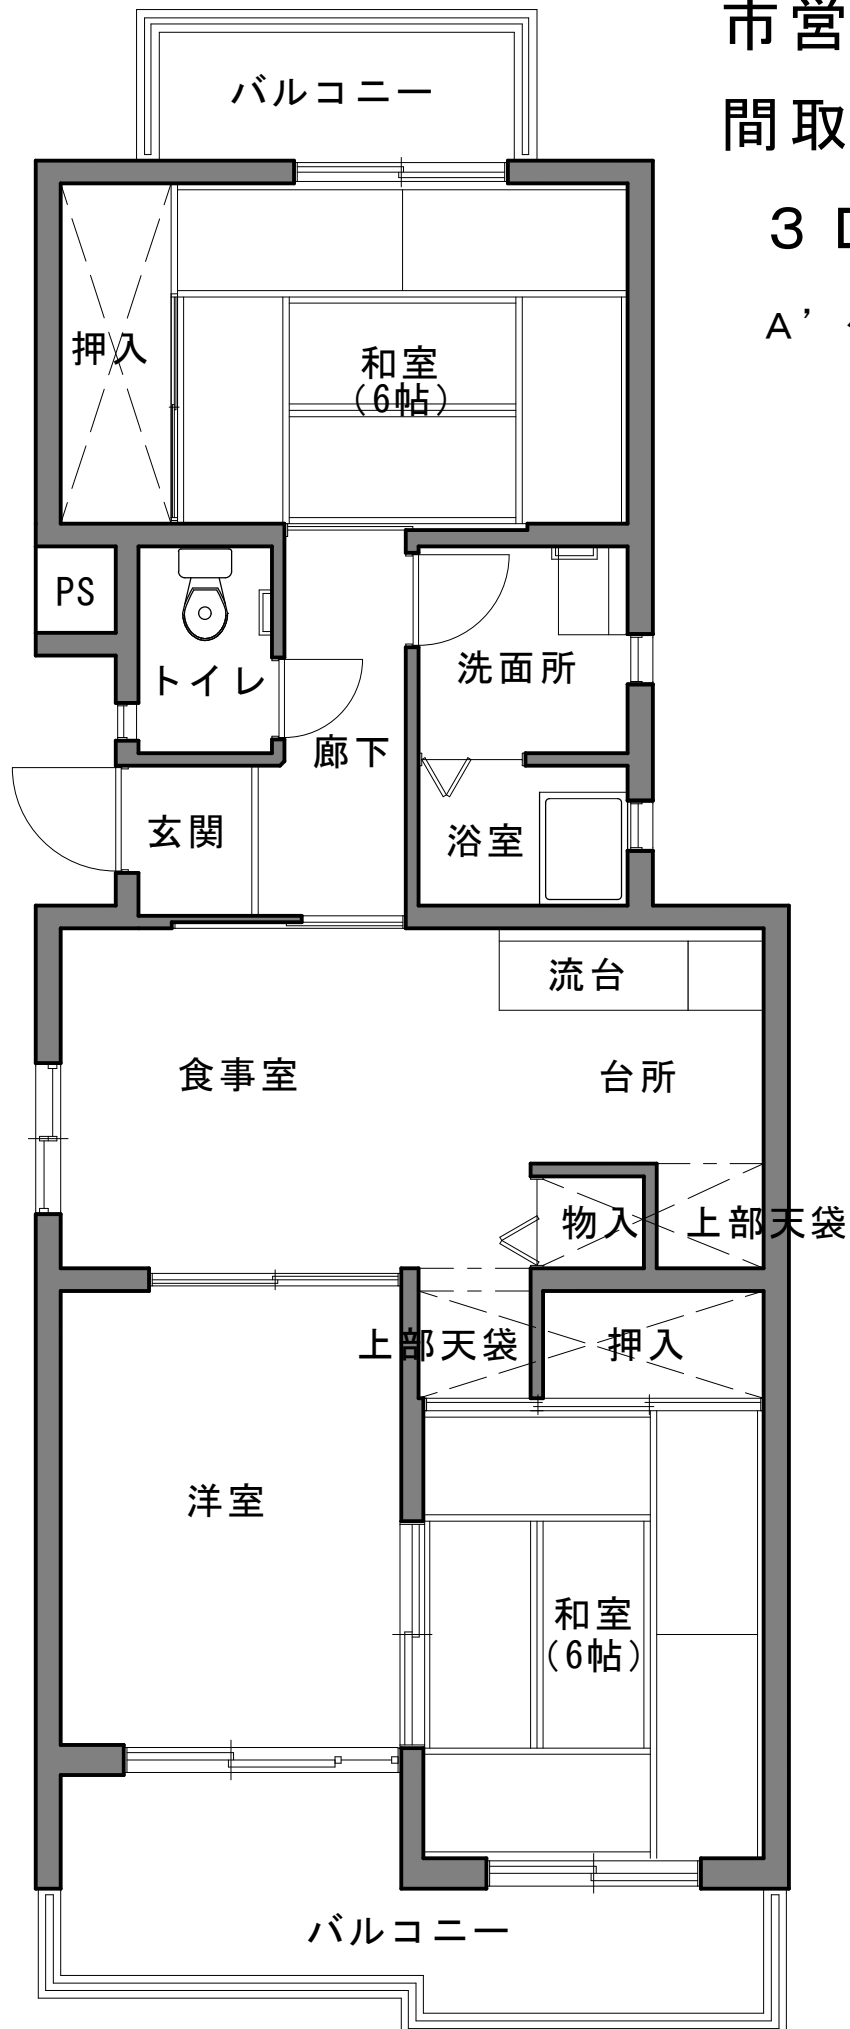 市営
間取
バルコニー
3
A'
押入
和室
(6帖)
PS
トイレ
洗面所
廊下
玄関
浴室
流台
食事室
台所
物入
上部天袋
上部天袋
押入
洋室
和室
(6帖)
バルコニー